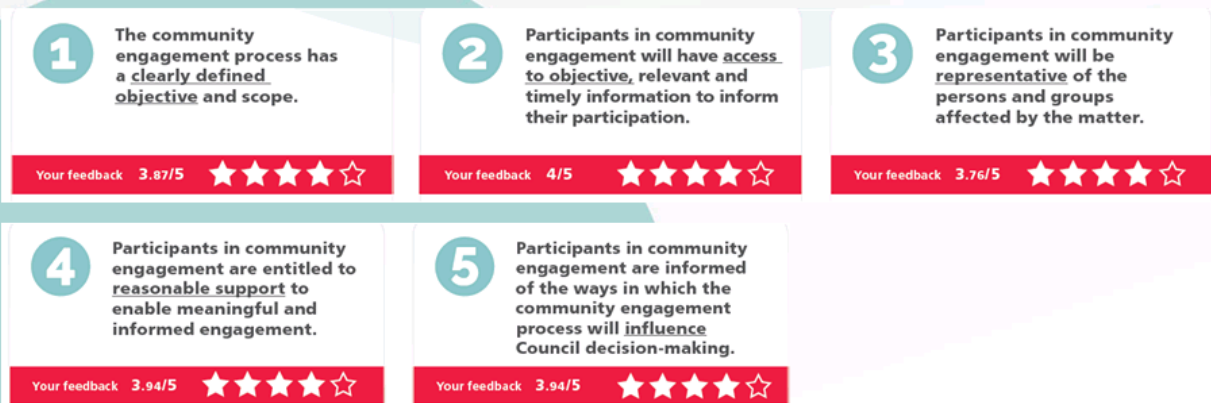 1
The community
engagement process has
a clearly defined
objective and scope.
Your feedback 3.87/5
2
Participants in community
engagement will have access
to objective, relevant and
timely information to inform
their participation.
Your feedback 4/5
3
Participants in community
engagement will be
representative of the
persons and groups
affected by the matter.
Your feedback 3.76/5
4
Participants in community
engagement are entitled to
reasonable support to
enable meaningful and
informed engagement.
Your feedback 3.94/5
5
Participants in community
engagement are informed
of the ways in which the
community engagement
process will influence
Council decision-making.
Your feedback 3.94/5